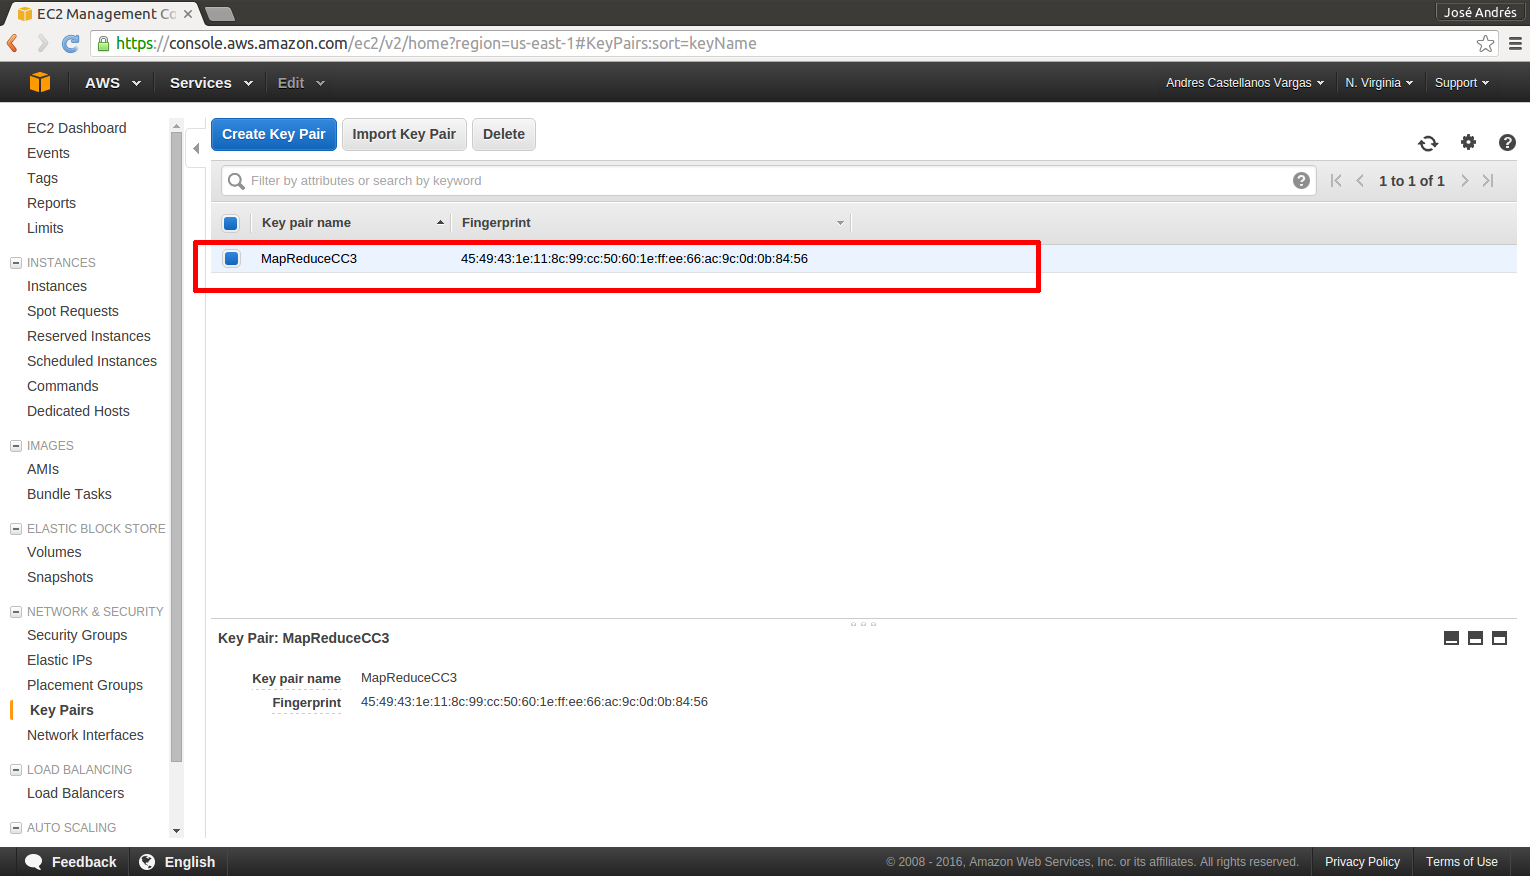 EC2 Management Co
José Andrés
https://console.aws.amazon.com/ec2/v2/home?region=us-east-1#KeyPairs:sort=keyName
AWS Services Edit Andres Castellanos Vargas N. Virginia Support
EC2 Dashboard
Events
Tags
Reports
Limits
INSTANCES
Instances
Spot Requests
Reserved Instances
Scheduled Instances
Commands
Dedicated Hosts
IMAGES
AMIs
Bundle Tasks
ELASTIC BLOCK STORE
Volumes
Snapshots
NETWORK & SECURITY
Security Groups
Elastic IPs
Placement Groups
Key Pairs
Network Interfaces
LOAD BALANCING
Load Balancers
AUTO SCALING
Create Key Pair Import Key Pair Delete
Filter by attributes or search by keyword 1 to 1 of 1
Key pair name Fingerprint
MapReduceCC3 45:49:43:1e:11:8c:99:cc:50:60:1e:ff:ee:66:ac:9c:0d:0b:84:56
Key Pair: MapReduceCC3
Key pair name MapReduceCC3
Fingerprint 45:49:43:1e:11:8c:99:cc:50:60:1e:ff:ee:66:ac:9c:0d:0b:84:56
Feedback English © 2008 - 2016, Amazon Web Services, Inc. or its affiliates. All rights reserved. Privacy Policy Terms of Use